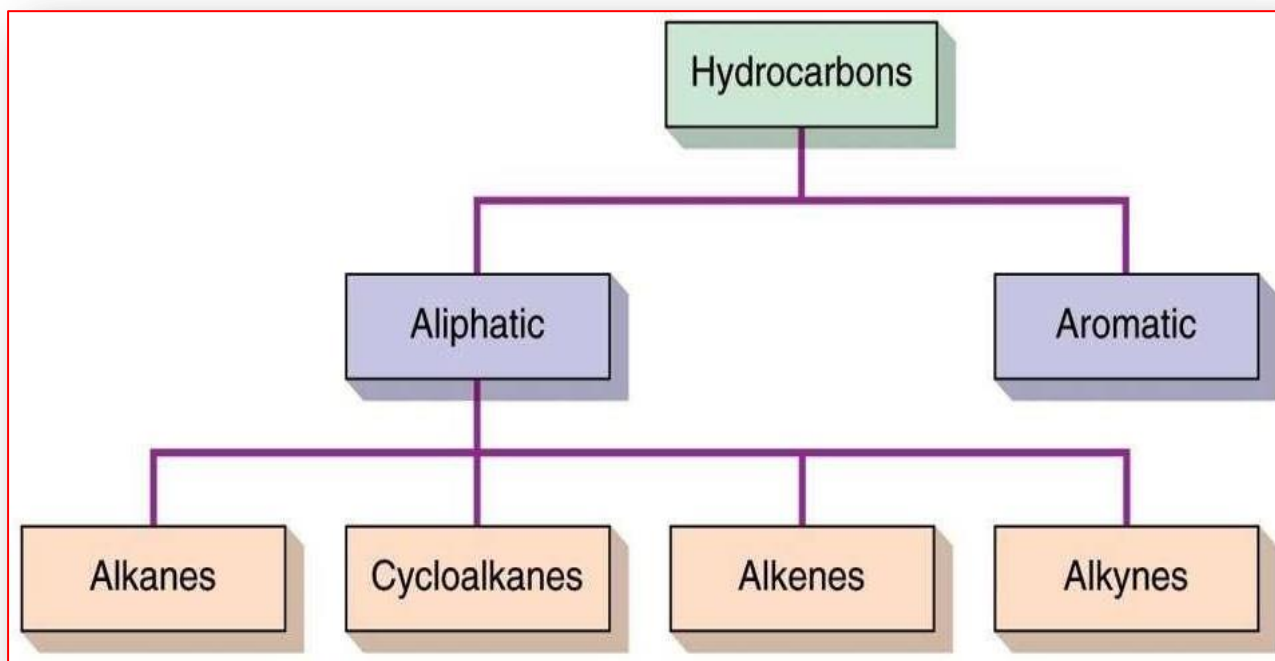 Hydrocarbons
Aliphatic
Aromatic
Alkanes
Cycloalkanes
Alkenes
Alkynes